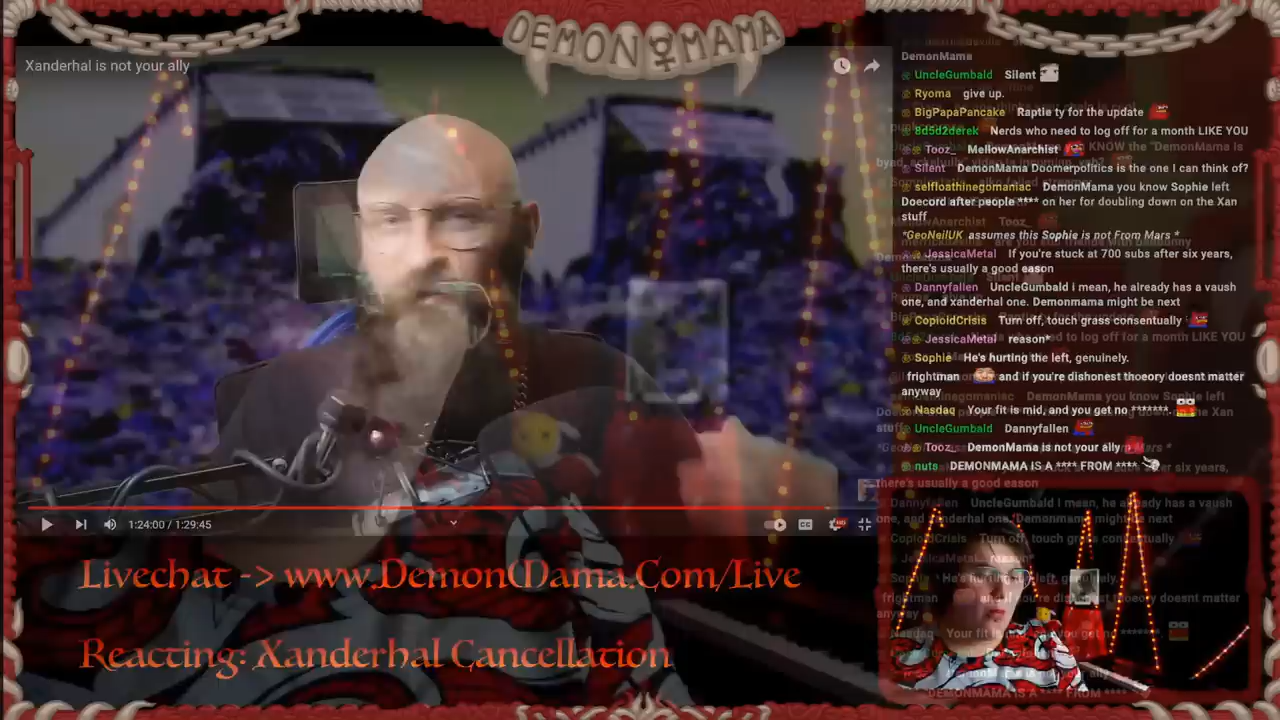 DEMON♀MAMA
Xanderhal is not your ally
DemonMama
UncleGumbald Silent
Ryoma give up.
BigPapaPancake Raptie ty for the update
8d5d2derek Nerds who need to log off for a month LIKE YOU
Tooz_ MellowAnarchist
Silent DemonMama Doomerpolitics is the one I can think of?
selfloathingomaniac DemonMama you know Sophie left
Doecord after people **** on her for doubling down on the Xan
stuff
*GeoNeilUK assumes this Sophie is not From Mars *
JessicaMetal If you're stuck at 700 subs after six years,
there's usually a good reason
Dannyfallen UncleGumbald i mean, he already has a vaush
one, and xanderhal one. Demonmama might be next
CopioidCrisis Turn off, touch grass consentually
JessicaMetal reason*
Sophie He's hurting the left, genuinely.
frightman and if you're dishonest theory doesnt matter
anyway
Nasdaq Your fit is mid, and you get no *******.
UncleGumbald Dannyfallen
Tooz_ DemonMama is not your ally
nuts DEMONMAMA IS A **** FROM ****
1:24:00 / 1:29:45
CC
Livechat -> www.DemonMama.Com/Live
Reacting: Xanderhal Cancellation